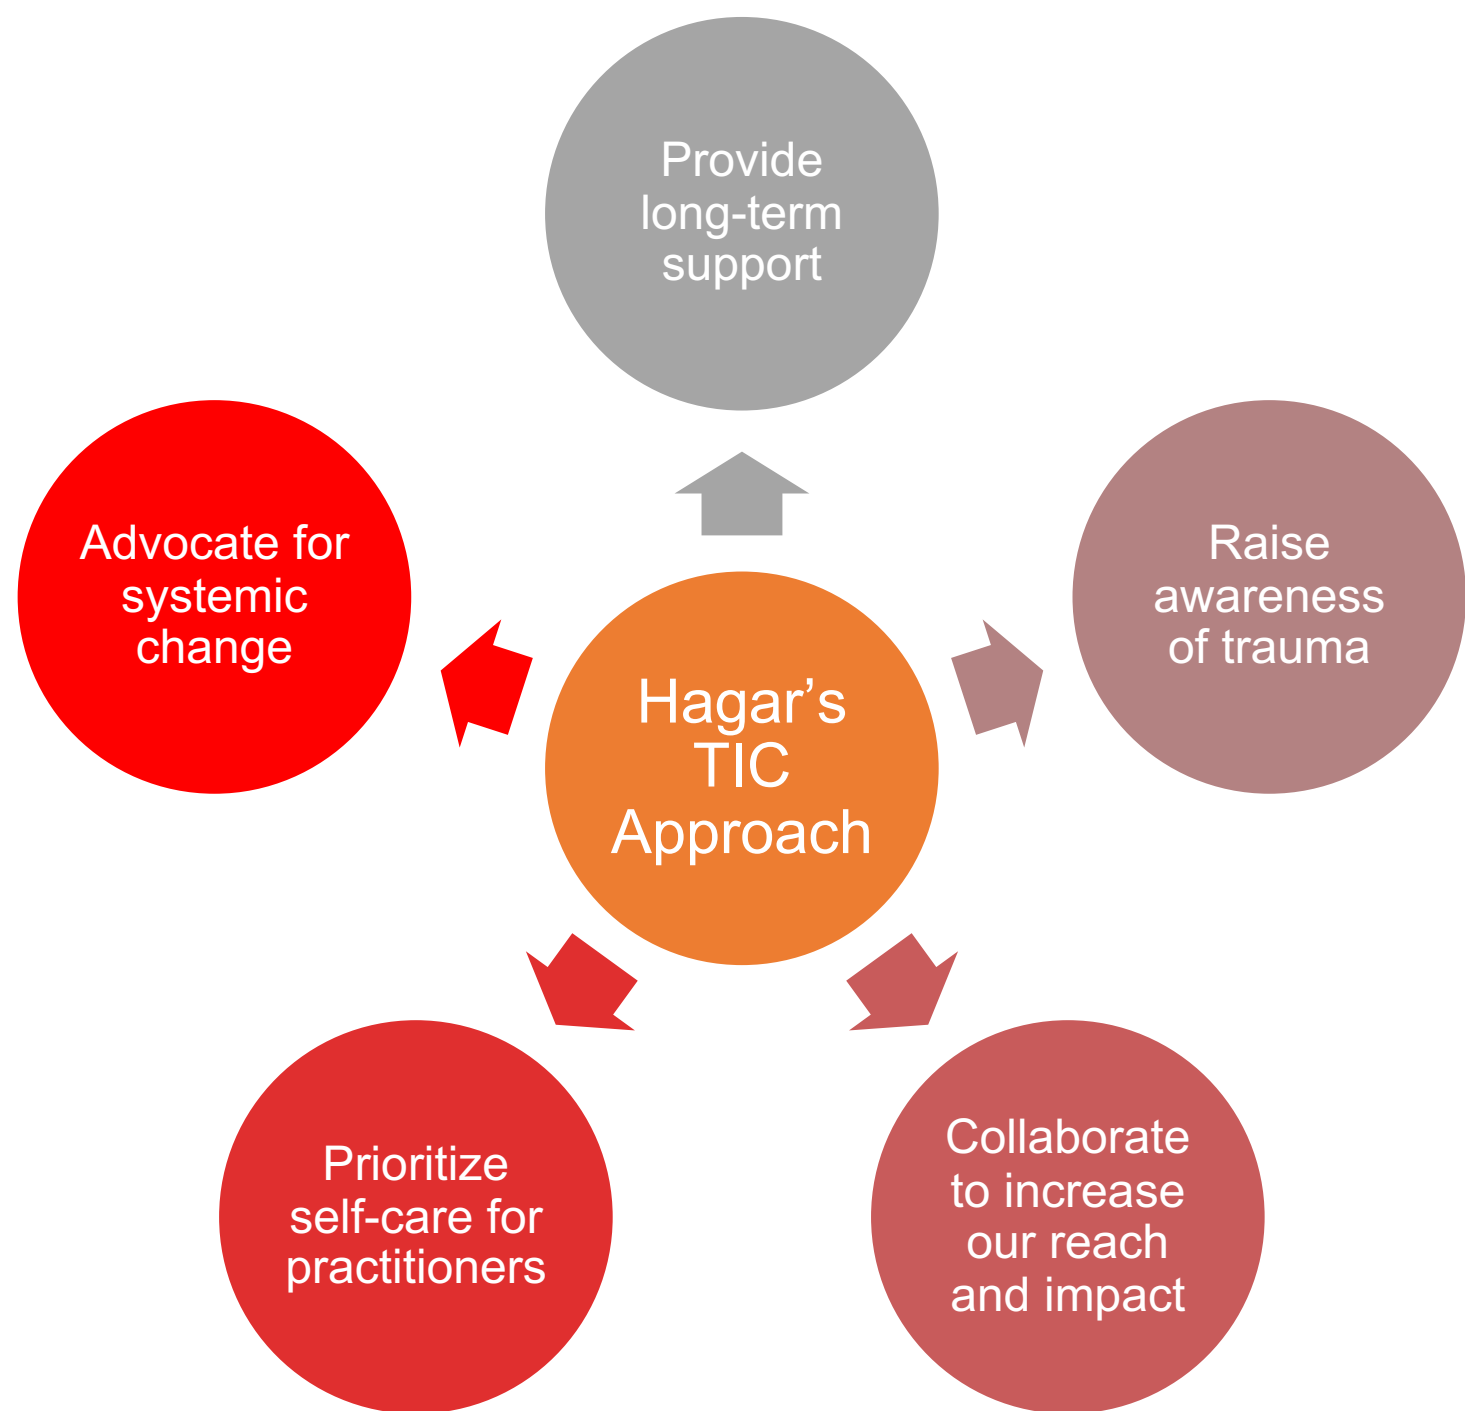 Provide
long-term
support
Advocate for
systemic
change
Raise
awareness
of trauma
Hagar’s
TIC
Approach
Prioritize
self-care for
practitioners
Collaborate
to increase
our reach
and impact